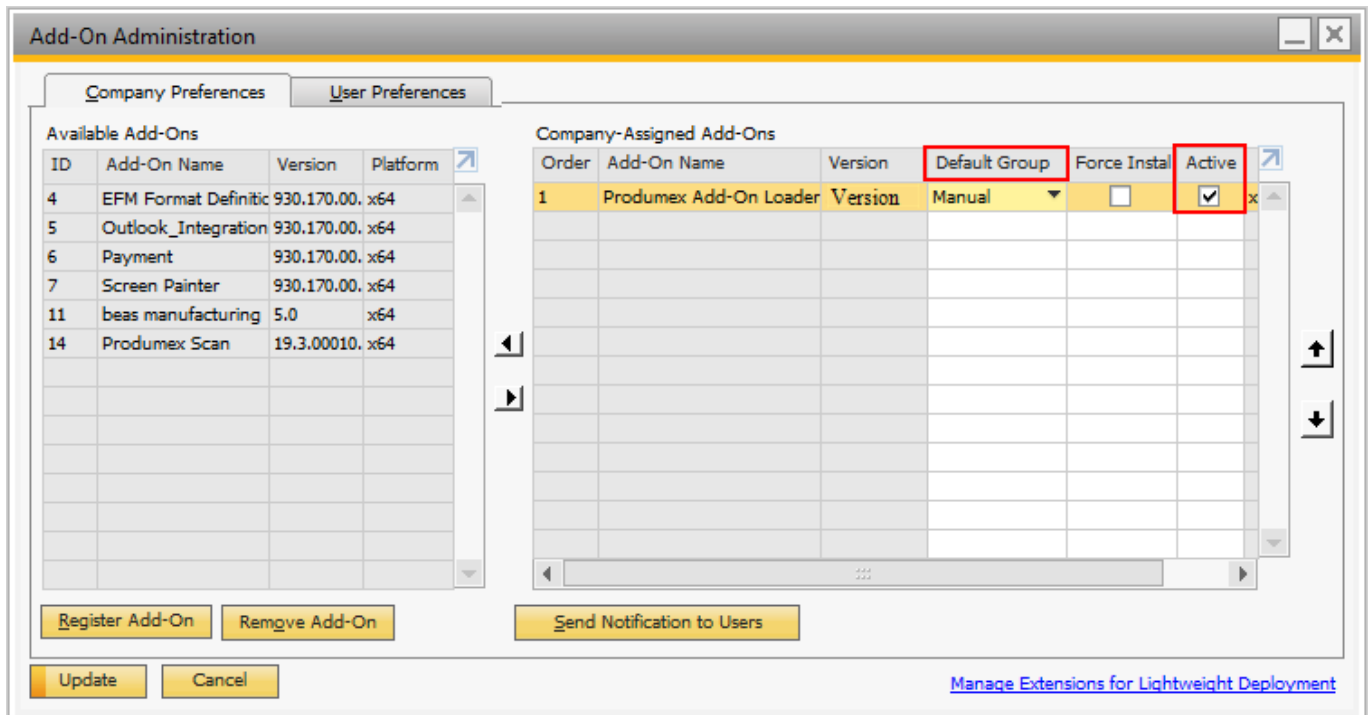 Add-On Administration
Company Preferences
User Preferences
Available Add-Ons
ID Add-On Name Version Platform
4 EFM Format Definitic 930.170.00. x64
5 Outlook_Integration 930.170.00. x64
6 Payment 930.170.00. x64
7 Screen Painter 930.170.00. x64
11 beas manufacturing 5.0 x64
14 Produmex Scan 19.3.00010. x64
Company-Assigned Add-Ons
Order Add-On Name Version Default Group Force Instal Active
1 Produmex Add-On Loader Version Manual x
Register Add-On
Remove Add-On
Send Notification to Users
Update
Cancel
Manage Extensions for Lightweight Deployment